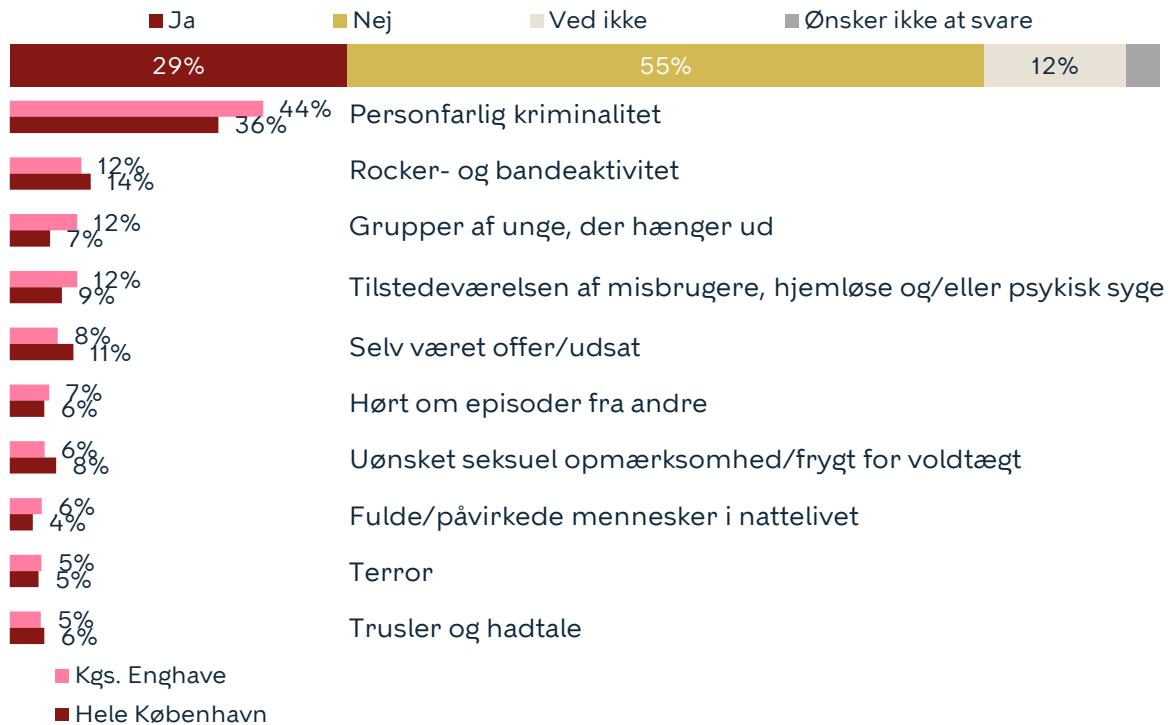 Ja Nej Ved ikke Ønsker ikke at svare
29% 55% 12%
44% Personfarlig kriminalitet
36%
12% Rocker- og bandeaktivitet
14%
12% Grupper af unge, der hænger ud
7%
12% Tilstedeværelsen af misbrugere, hjemløse og/eller psykisk syge
9%
8% Selv været offer/udsat
11%
7% Hørt om episoder fra andre
6%
6% Uønsket seksuel opmærksomhed/frygt for voldtægt
8%
6% Fulde/påvirkede mennesker i nattelivet
4%
5% Terror
5%
5% Trusler og hadtale
6%
Kgs. Enghave
Hele København